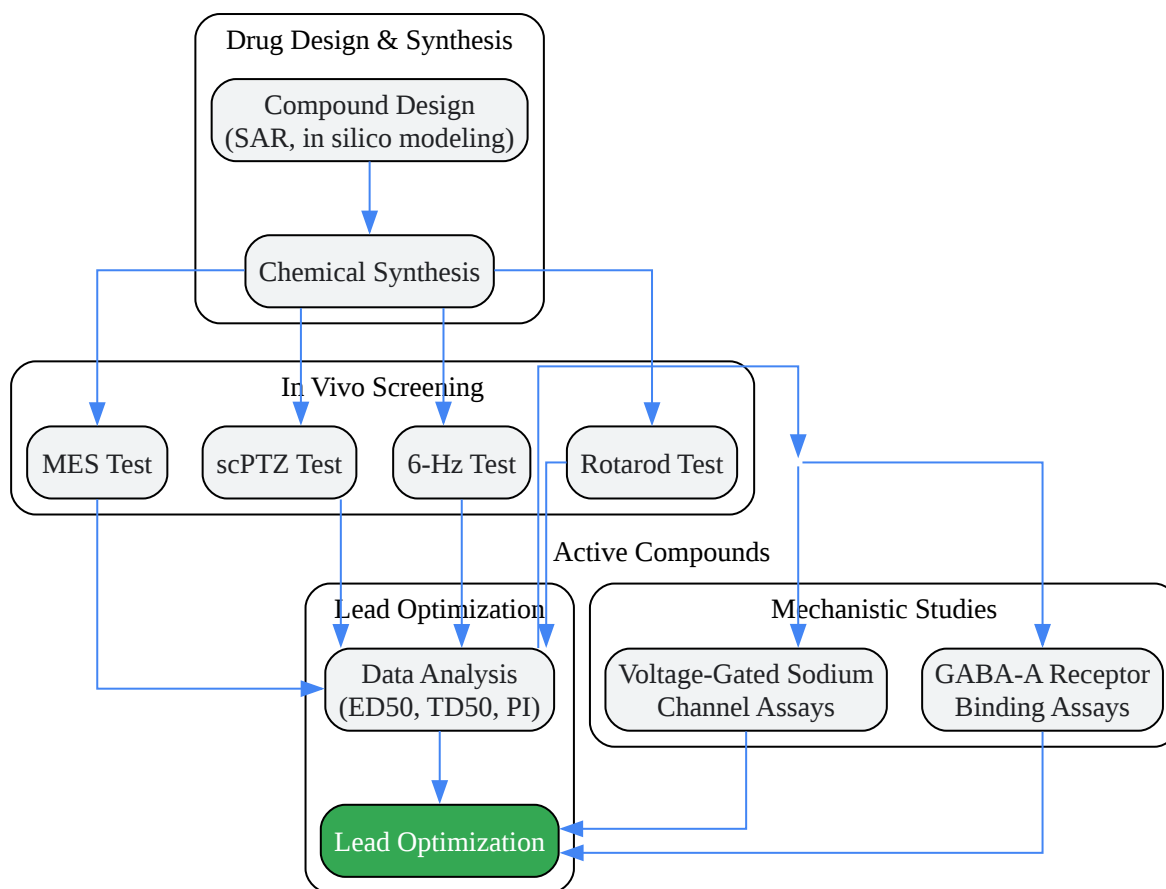 Drug Design & Synthesis
Compound Design
(SAR, in silico modeling)
Chemical Synthesis
In Vivo Screening
MES Test
scPTZ Test
6-Hz Test
Rotarod Test
Active Compounds
Lead Optimization
Mechanistic Studies
Data Analysis
(ED50, TD50, PI)
Voltage-Gated Sodium
Channel Assays
GABA-A Receptor
Binding Assays
Lead Optimization